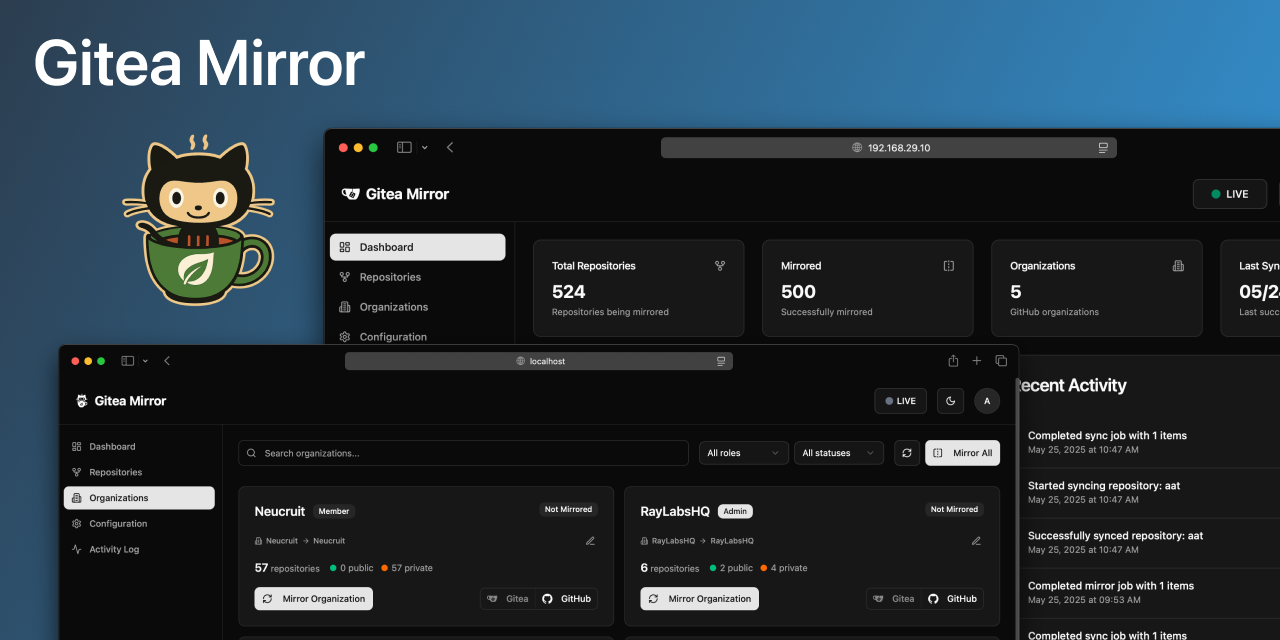 Gitea Mirror
192.168.29.10
Gitea Mirror
LIVE
Dashboard
Repositories
Organizations
Configuration
Total Repositories
524
Repositories being mirrored
Mirrored
500
Successfully mirrored
Organizations
5
GitHub organizations
Last Syn
05/2
Last succ
Recent Activity
Completed sync job with 1 items
May 25, 2025 at 10:47 AM
Started syncing repository: aat
May 25, 2025 at 10:47 AM
Successfully synced repository: aat
May 25, 2025 at 10:47 AM
Completed mirror job with 1 items
May 25, 2025 at 09:53 AM
Completed sync job with 1 items
localhost
Gitea Mirror
LIVE
A
Dashboard
Repositories
Organizations
Configuration
Activity Log
Search organizations...
All roles
All statuses
Mirror All
Neucruit Member
Not Mirrored
Neucruit → Neucruit
57 repositories 0 public 57 private
Mirror Organization
Gitea
GitHub
RayLabsHQ Admin
Not Mirrored
RayLabsHQ → RayLabsHQ
6 repositories 2 public 4 private
Mirror Organization
Gitea
GitHub